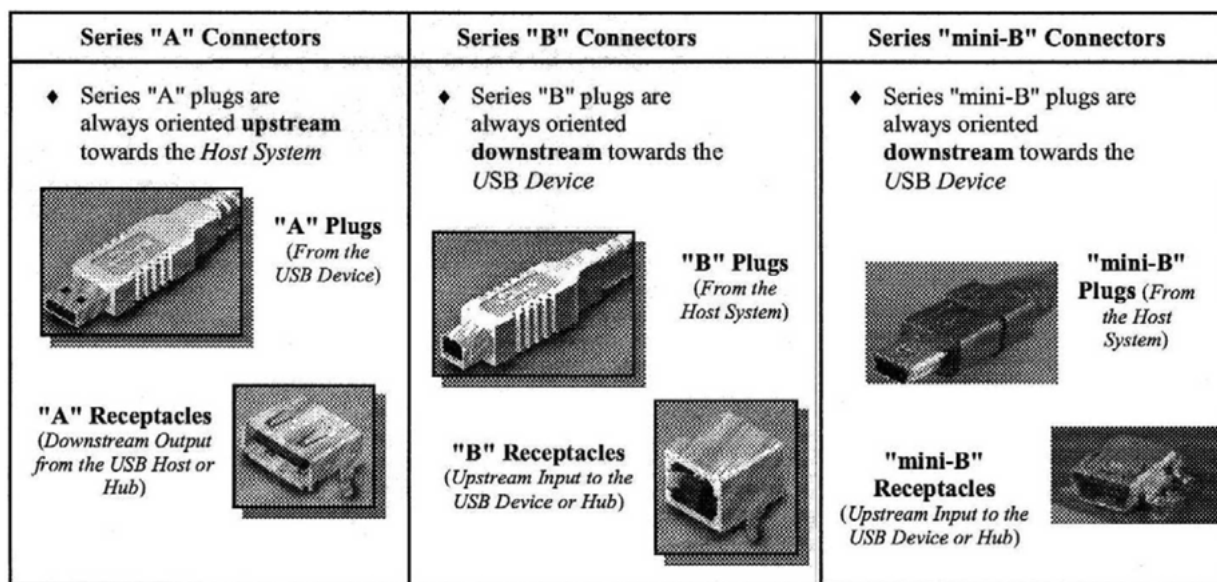 Series "A" Connectors
Series "B" Connectors
Series "mini-B" Connectors
♦ Series "A" plugs are
always oriented upstream
towards the Host System
"A" Plugs
(From the
USB Device)
"A" Receptacles
(Downstream Output
from the USB Host or
Hub)
♦ Series "B" plugs are
always oriented
downstream towards the
USB Device
"B" Plugs
(From the
Host System)
"B" Receptacles
(Upstream Input to the
USB Device or Hub)
♦ Series "mini-B" plugs are
always oriented
downstream towards the
USB Device
"mini-B"
Plugs (From
the Host
System)
"mini-B"
Receptacles
(Upstream Input to the
USB Device or Hub)